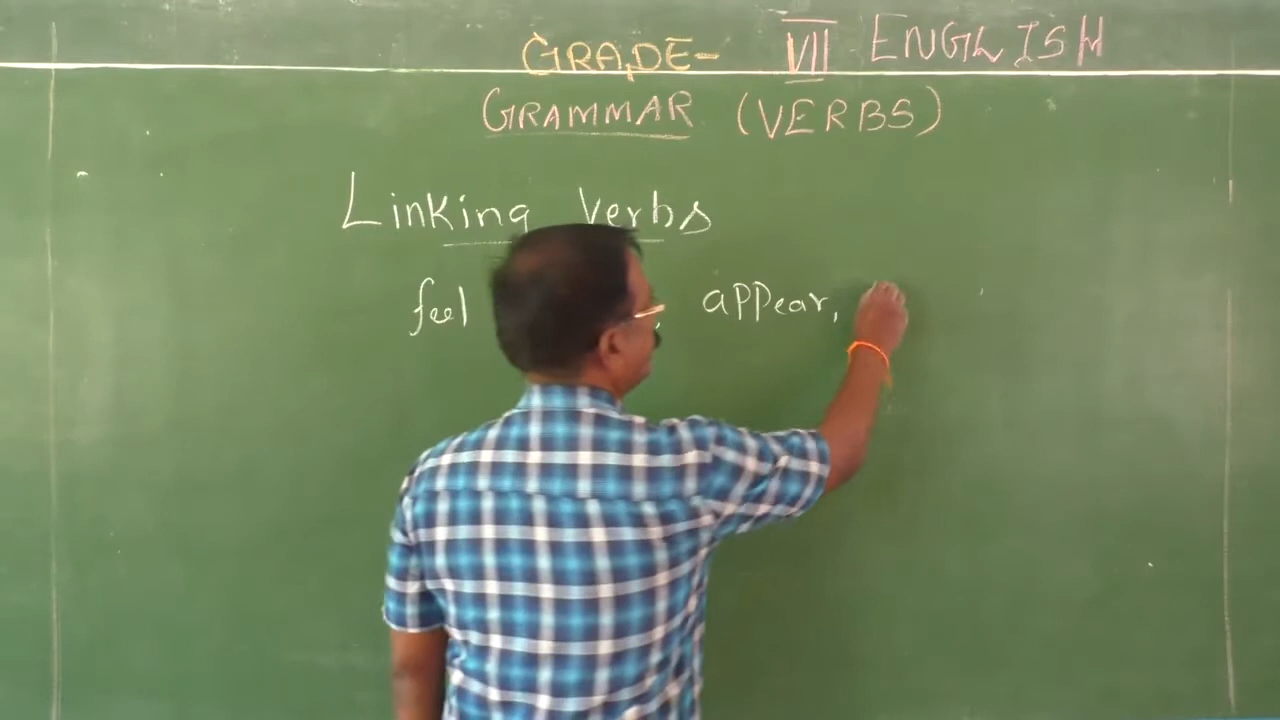 GRADE- VII ENGLISH
GRAMMAR (VERBS)
Linking Verbs
feel appear,